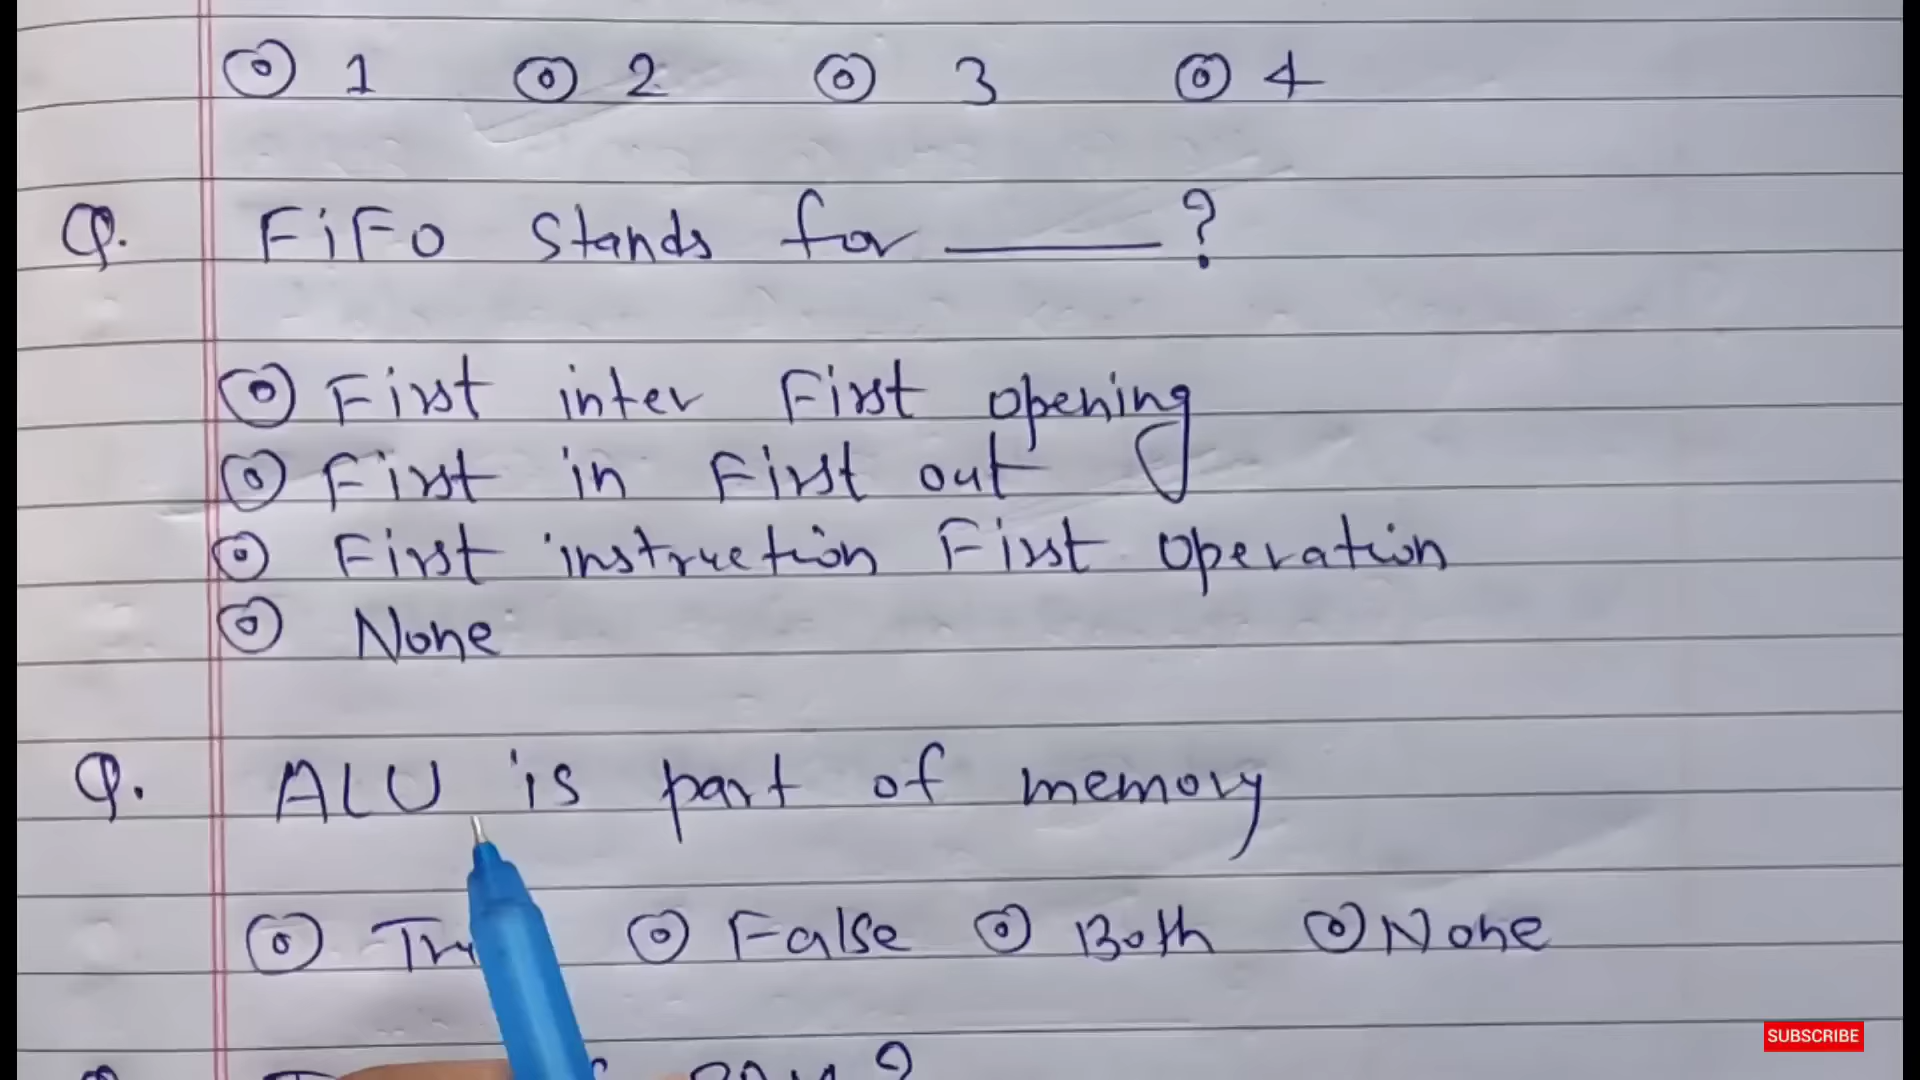 1 2 3 4
Q. FiFo Stands for ______ ?
First inter First opening
First in First out
First instruction First Operation
None
Q. ALU is part of memory
False Both None
SUBSCRIBE